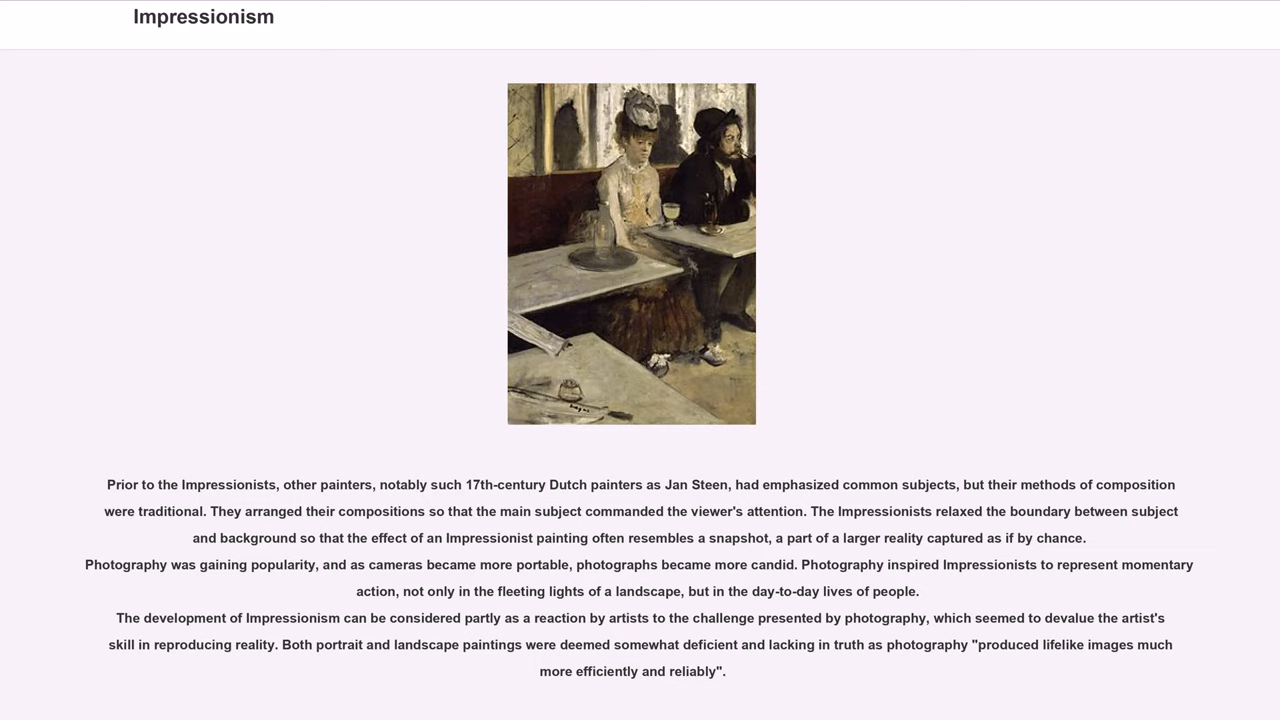 Impressionism
Prior to the Impressionists, other painters, notably such 17th-century Dutch painters as Jan Steen, had emphasized common subjects, but their methods of composition
were traditional. They arranged their compositions so that the main subject commanded the viewer's attention. The Impressionists relaxed the boundary between subject
and background so that the effect of an Impressionist painting often resembles a snapshot, a part of a larger reality captured as if by chance.
Photography was gaining popularity, and as cameras became more portable, photographs became more candid. Photography inspired Impressionists to represent momentary
action, not only in the fleeting lights of a landscape, but in the day-to-day lives of people.
The development of Impressionism can be considered partly as a reaction by artists to the challenge presented by photography, which seemed to devalue the artist's
skill in reproducing reality. Both portrait and landscape paintings were deemed somewhat deficient and lacking in truth as photography "produced lifelike images much
more efficiently and reliably".